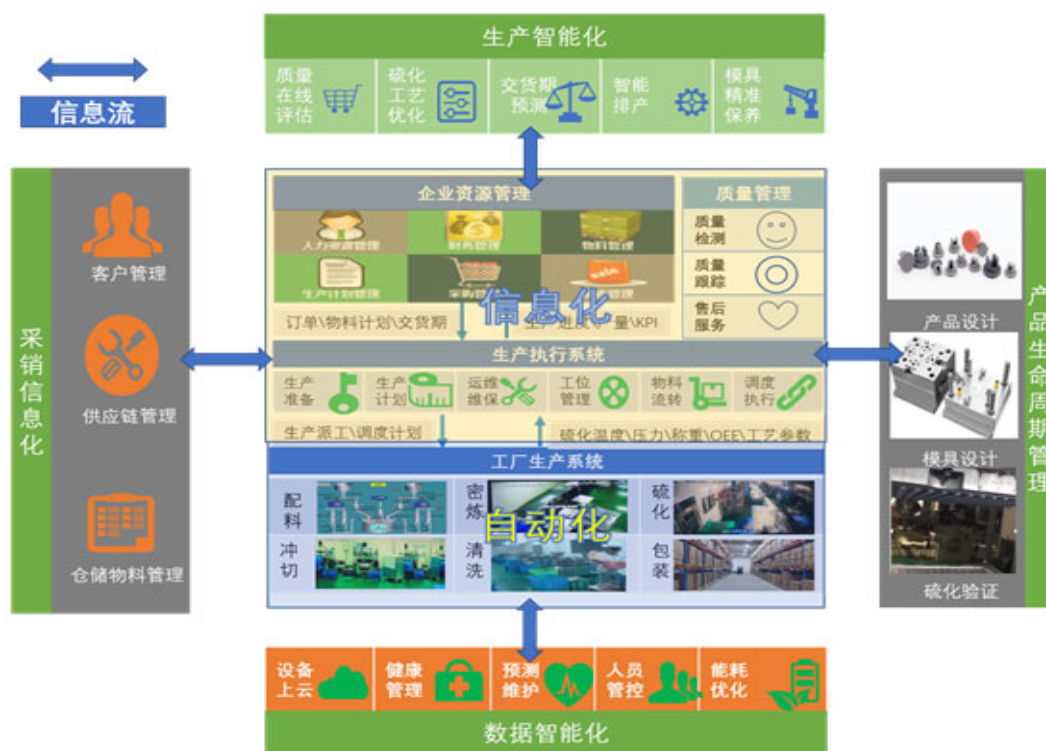 生产智能化
质量
在线
评估
硫化
工艺
优化
交货期
预测
智能
排产
模具
精准
保养
信息流
采销信息化
客户管理
供应链管理
仓储物料管理
企业资源管理
人力资源管理
财务管理
物料管理
生产计划管理
采购管理
管理
信息化
订单\物料计划\交货期
生产进度\产量\KPI
质量管理
质量
检测
质量
跟踪
售后
服务
生产执行系统
生产
准备
生产
计划
运维
维保
工位
管理
物料
流转
调度
执行
生产派工\调度计划
硫化温度\压力\称重\OEE\工艺参数
工厂生产系统
配料
密炼
硫化
自动化
冲切
清洗
包装
产品生命周期管理
产品设计
模具设计
硫化验证
设备
上云
健康
管理
预测
维护
人员
管控
能耗
优化
数据智能化